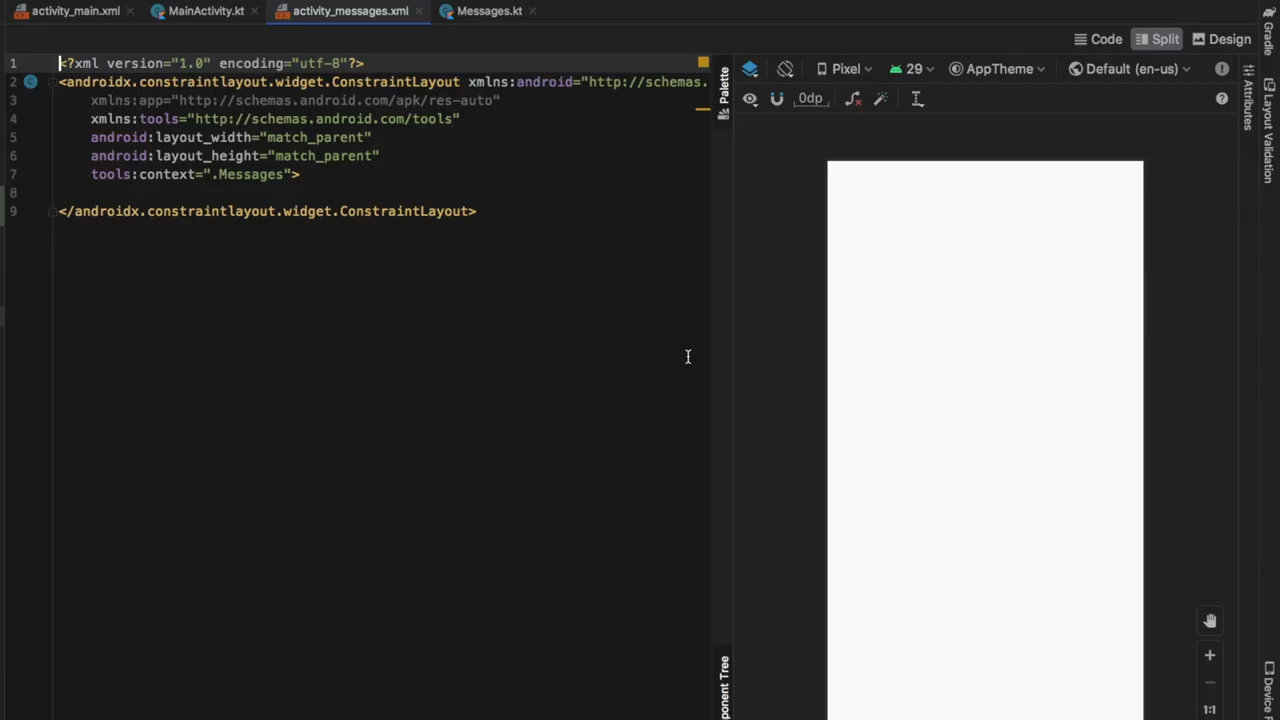 activity_main.xml
MainActivity.kt
activity_messages.xml
Messages.kt
Code
Split
Design
1 <?xml version="1.0" encoding="utf-8"?>
2 <androidx.constraintlayout.widget.ConstraintLayout xmlns:android="http://schemas.
3 xmlns:app="http://schemas.android.com/apk/res-auto"
4 xmlns:tools="http://schemas.android.com/tools"
5 android:layout_width="match_parent"
6 android:layout_height="match_parent"
7 tools:context=".Messages">
8
9 </androidx.constraintlayout.widget.ConstraintLayout>
Palette
Pixel
29
AppTheme
Default (en-us)
0dp
Attributes
Gradle
Layout Validation
ponent Tree
1:1
Device F